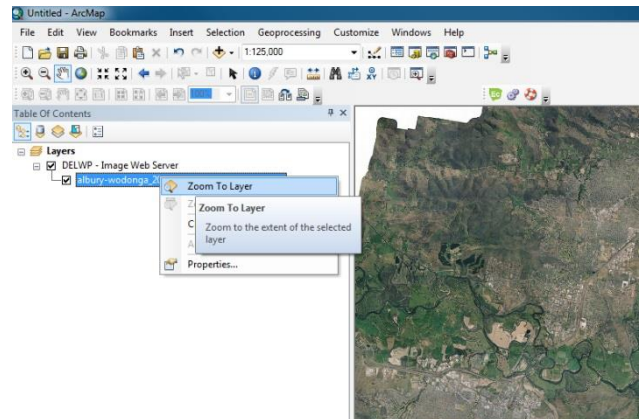 Untitled - ArcMap
File Edit View Bookmarks Insert Selection Geoprocessing Customize Windows Help
1:125,000
100%
Table Of Contents
Layers
DELWP - Image Web Server
albury-wodonga_20
Zoom To Layer
Zoom To Layer
Zoom to the extent of the selected
layer
Properties...